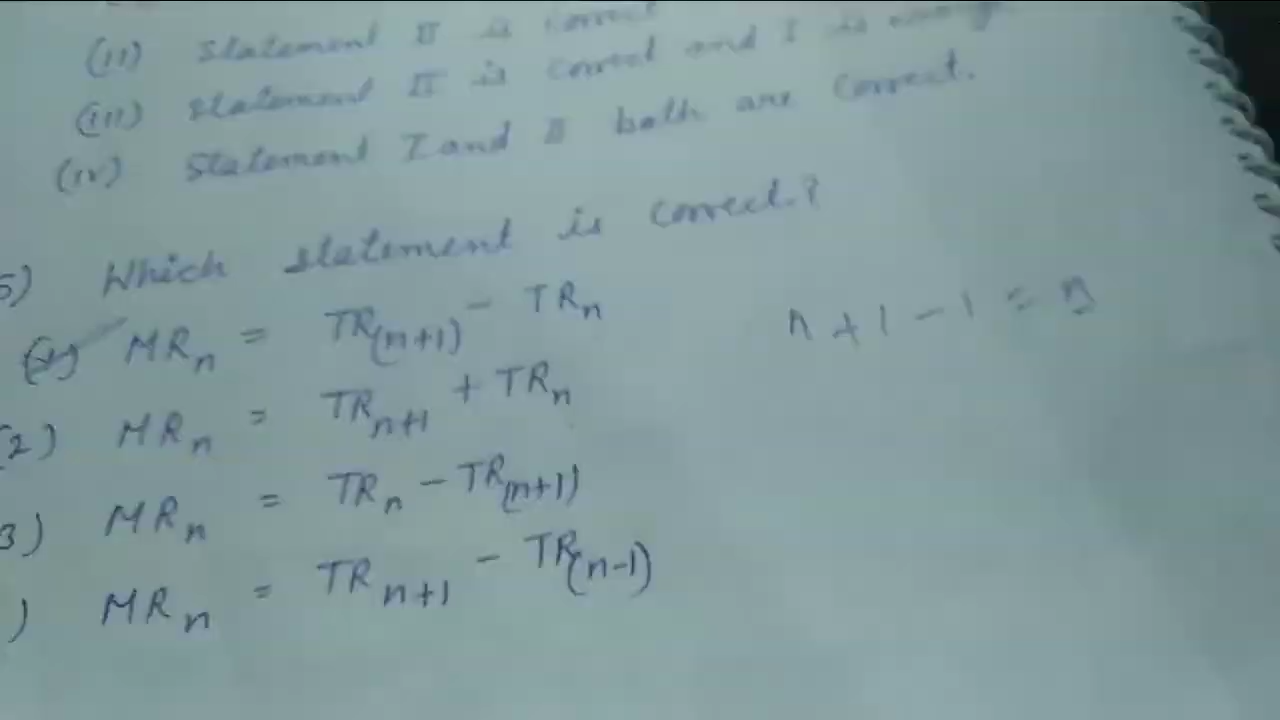 (ii) Statement II is correct
(iii) Statement II is correct and I is wrong
(iv) Statement I and II both are correct.
5) Which statement is correct?
(1) MRn = TR(n+1) - TRn
n+1-1 = n
(2) MRn = TRn+1 + TRn
3) MRn = TRn - TR(n+1)
) MRn = TRn+1 - TR(n-1)